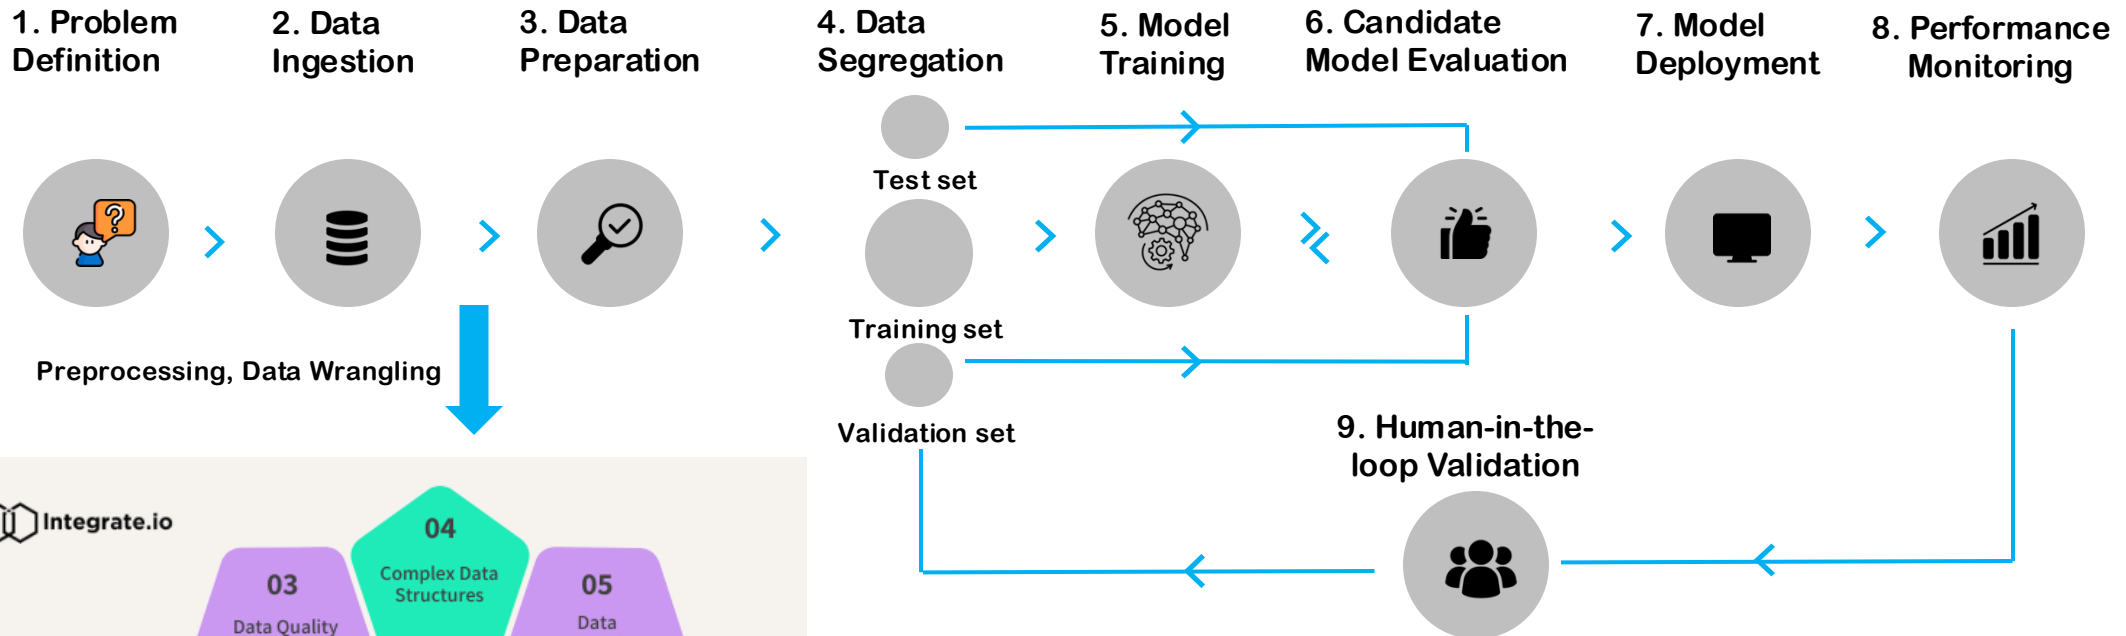 1. Problem
Definition
2. Data
Ingestion
3. Data
Preparation
4. Data
Segregation
5. Model
Training
6. Candidate
Model Evaluation
7. Model
Deployment
8. Performance
Monitoring
?
Test set
Training set
Preprocessing, Data Wrangling
Validation set
9. Human-in-the-
loop Validation
Integrate.io
04
Complex Data
Structures
03
Data Quality
05
Data